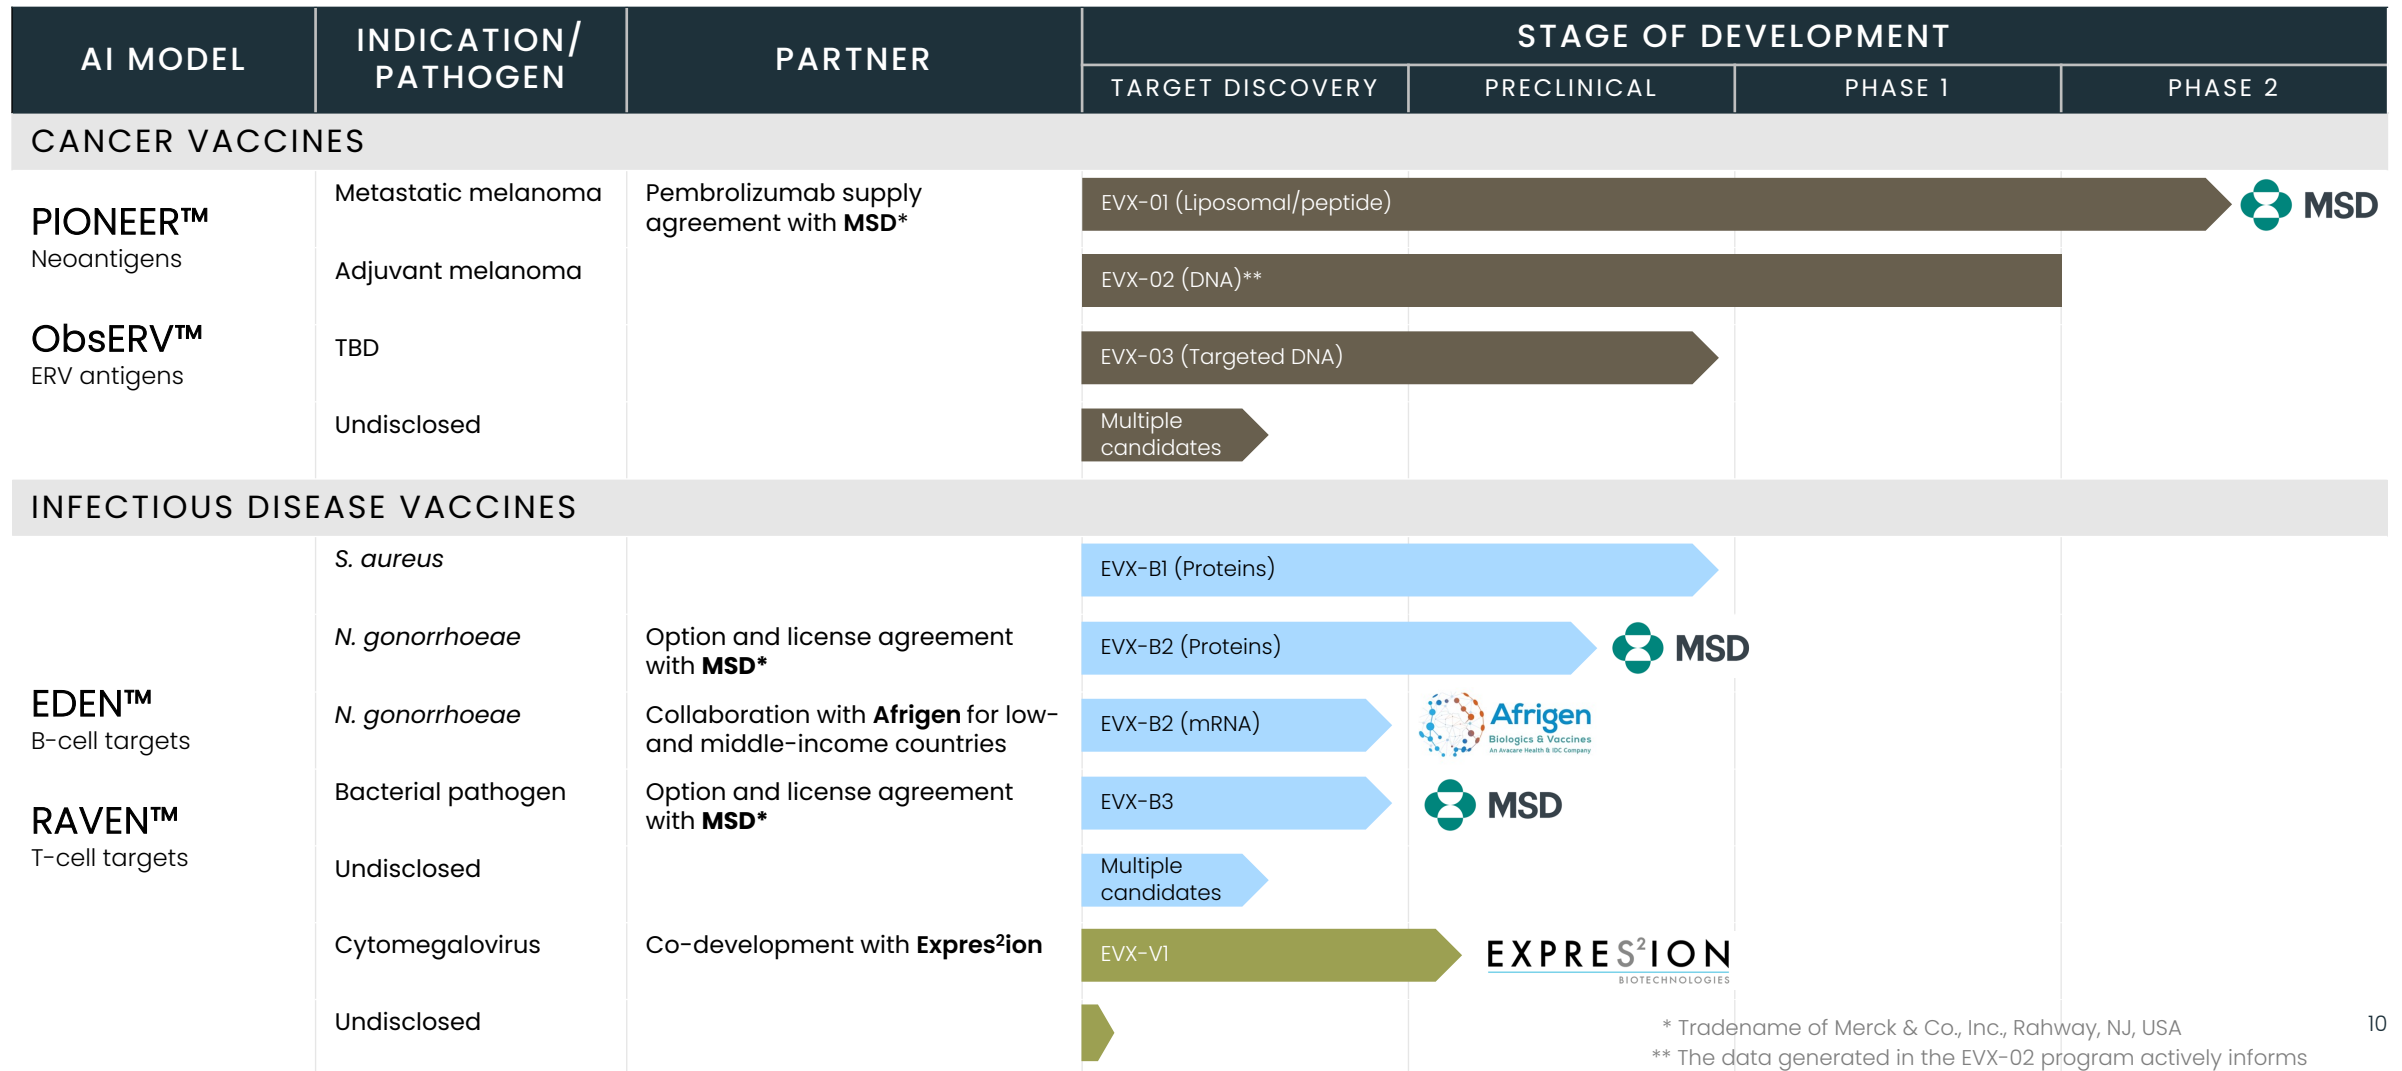 AI MODEL
INDICATION/
PATHOGEN
PARTNER
STAGE OF DEVELOPMENT
TARGET DISCOVERY
PRECLINICAL
PHASE 1
PHASE 2
CANCER VACCINES
PIONEER™
Neoantigens
ObsERV™
ERV antigens
Metastatic melanoma
Pembrolizumab supply
agreement with MSD*
EVX-01 (Liposomal/peptide)
MSD
Adjuvant melanoma
EVX-02 (DNA)**
TBD
EVX-03 (Targeted DNA)
Undisclosed
Multiple
candidates
INFECTIOUS DISEASE VACCINES
EDEN™
B-cell targets
RAVEN™
T-cell targets
S. aureus
EVX-B1 (Proteins)
N. gonorrhoeae
Option and license agreement
with MSD*
EVX-B2 (Proteins)
MSD
N. gonorrhoeae
Collaboration with Afrigen for low-
and middle-income countries
EVX-B2 (mRNA)
Afrigen
Biologics & Vaccines
An Avacare Health & IDC Company
Bacterial pathogen
Option and license agreement
with MSD*
EVX-B3
MSD
Undisclosed
Multiple
candidates
Cytomegalovirus
Co-development with Expres²ion
EVX-V1
EXPRES²ION
BIOTECHNOLOGIES
Undisclosed
* Tradename of Merck & Co., Inc., Rahway, NJ, USA
** The data generated in the EVX-02 program actively informs
10